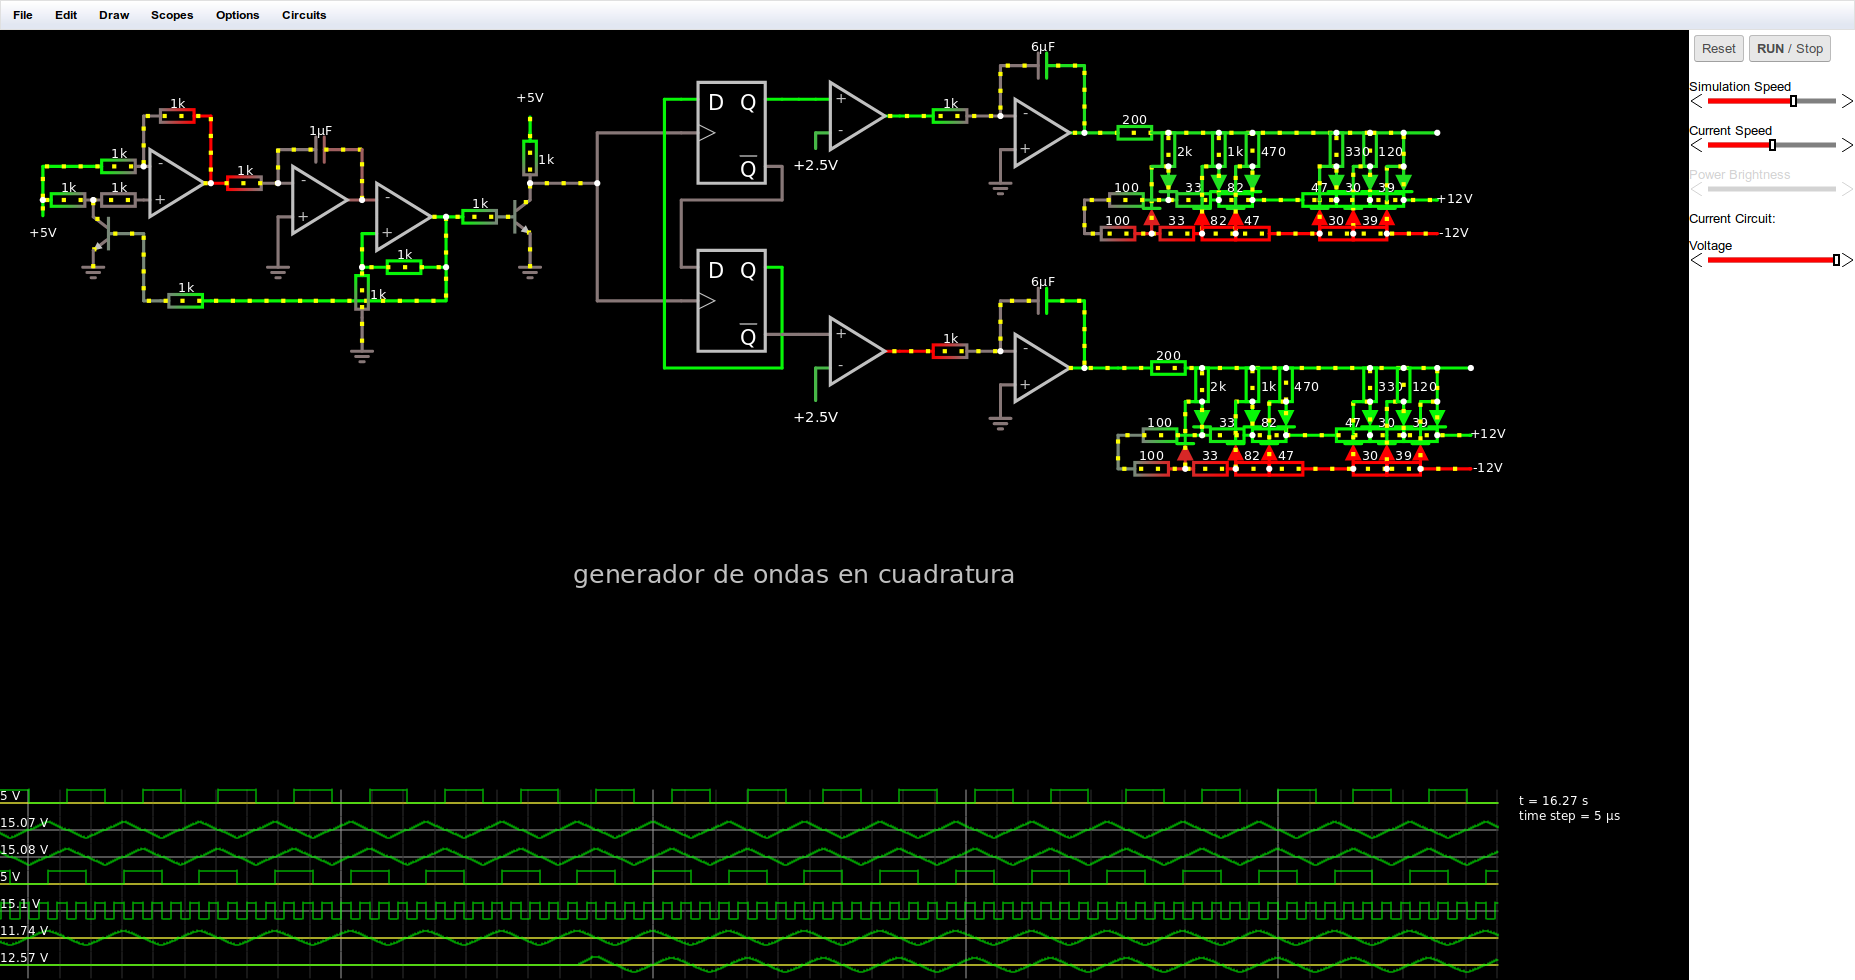 File Edit Draw Scopes Options Circuits
Reset RUN / Stop
Simulation Speed
Current Speed
Power Brightness
Current Circuit:
Voltage
6μF
+5V
1k
1k
1k
1k
1k
1k
+5V
1μF
1k
1k
1k
1k
1k
D Q
Q
+2.5V
1k
200
2k 1k 470 330 120
100 33 82 47 30 39 +12V
100 33 82 47 30 39 -12V
D Q
Q
+2.5V
6μF
1k
200
2k 1k 470 330 120
100 33 82 47 30 39 +12V
100 33 82 47 30 39 -12V
generador de ondas en cuadratura
5 V
15.07 V
15.08 V
5 V
15.1 V
11.74 V
12.57 V
t = 16.27 s
time step = 5 μs